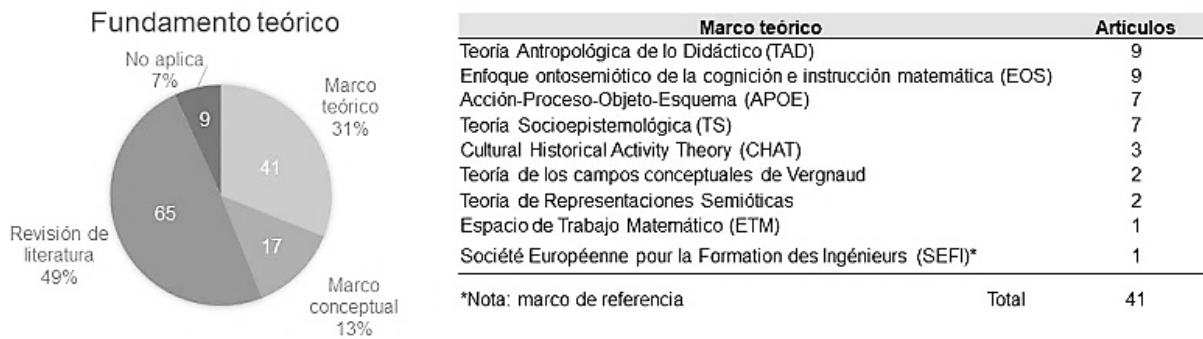 Fundamento teórico
No aplica
7%
9
Marco
teórico
31%
41
65
Revisión de
literatura
49%
17
Marco
conceptual
13%
Marco teórico Artículos
Teoría Antropológica de lo Didáctico (TAD) 9
Enfoque ontosemiótico de la cognición e instrucción matemática (EOS) 9
Acción-Proceso-Objeto-Esquema (APOE) 7
Teoría Socioepistemológica (TS) 7
Cultural Historical Activity Theory (CHAT) 3
Teoría de los campos conceptuales de Vergnaud 2
Teoría de Representaciones Semióticas 2
Espacio de Trabajo Matemático (ETM) 1
Société Européenne pour la Formation des Ingénieurs (SEFI)* 1
*Nota: marco de referencia Total 41